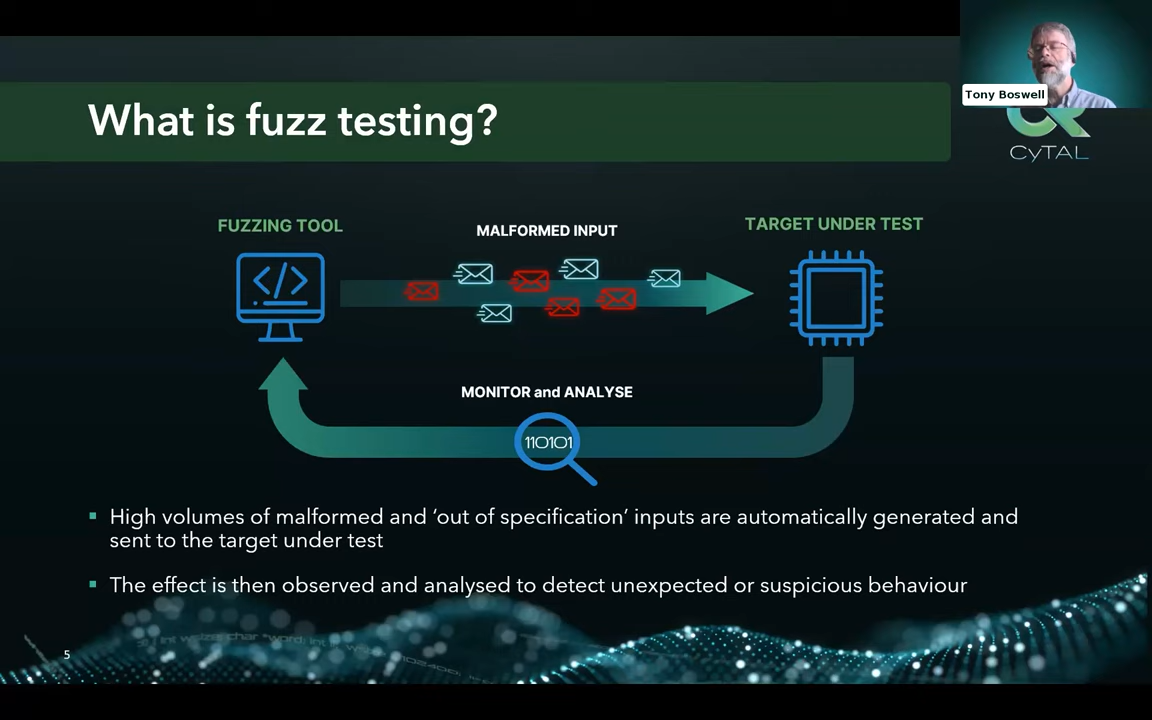 Tony Boswell
What is fuzz testing?
CyTAL
FUZZING TOOL
MALFORMED INPUT
TARGET UNDER TEST
</>
MONITOR and ANALYSE
110101
▪ High volumes of malformed and ‘out of specification’ inputs are automatically generated and
sent to the target under test
▪ The effect is then observed and analysed to detect unexpected or suspicious behaviour
5